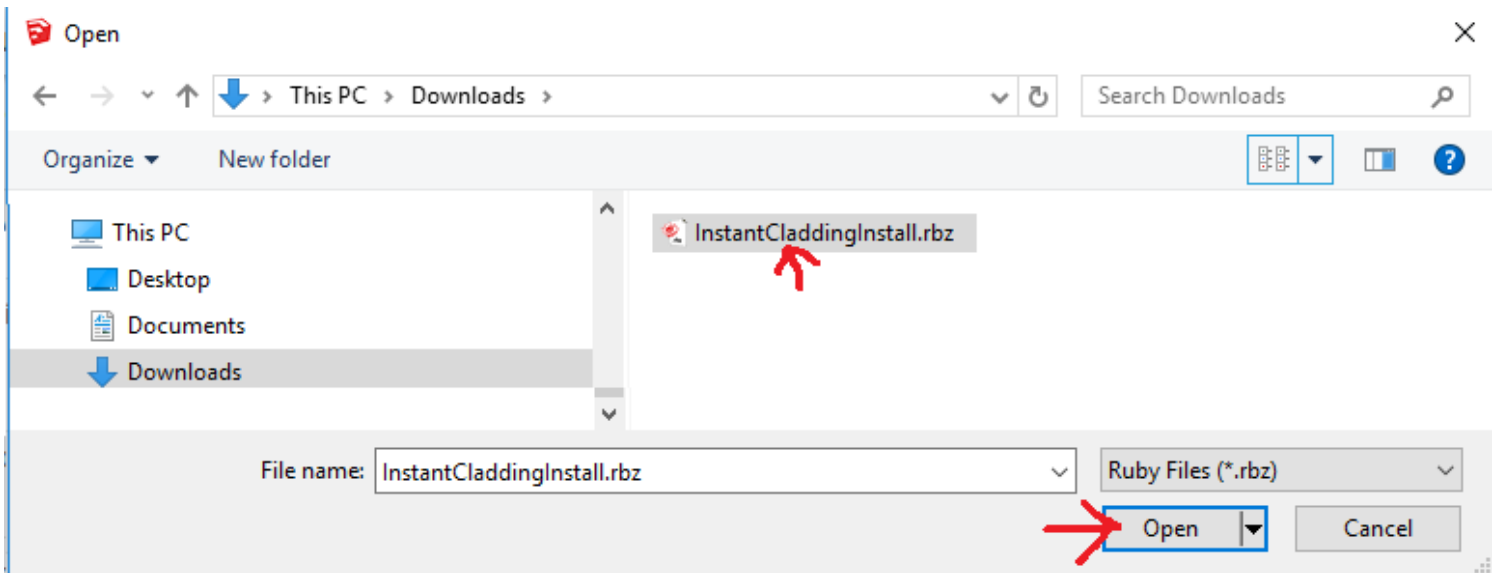 Open
This PC > Downloads >
Search Downloads
Organize
New folder
This PC
Desktop
Documents
Downloads
InstantCladdingInstall.rbz
File name:
InstantCladdingInstall.rbz
Ruby Files (*.rbz)
Open
Cancel